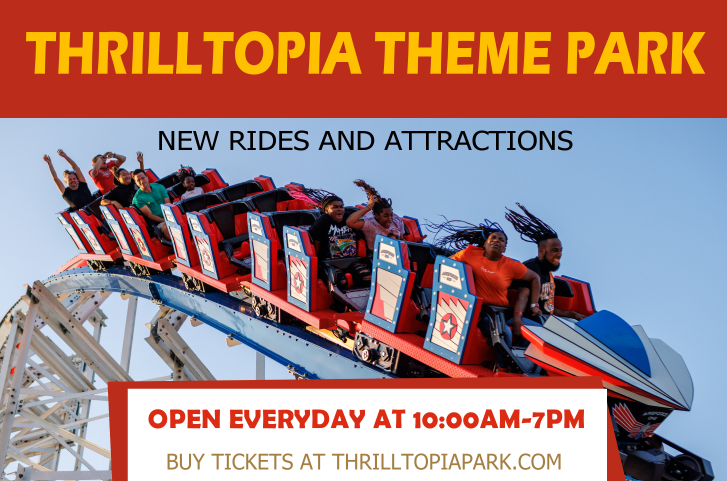 THRILLTOPIA THEME PARK
NEW RIDES AND ATTRACTIONS
OPEN EVERYDAY AT 10:00AM-7PM
BUY TICKETS AT THRILLTOPIAPARK.COM